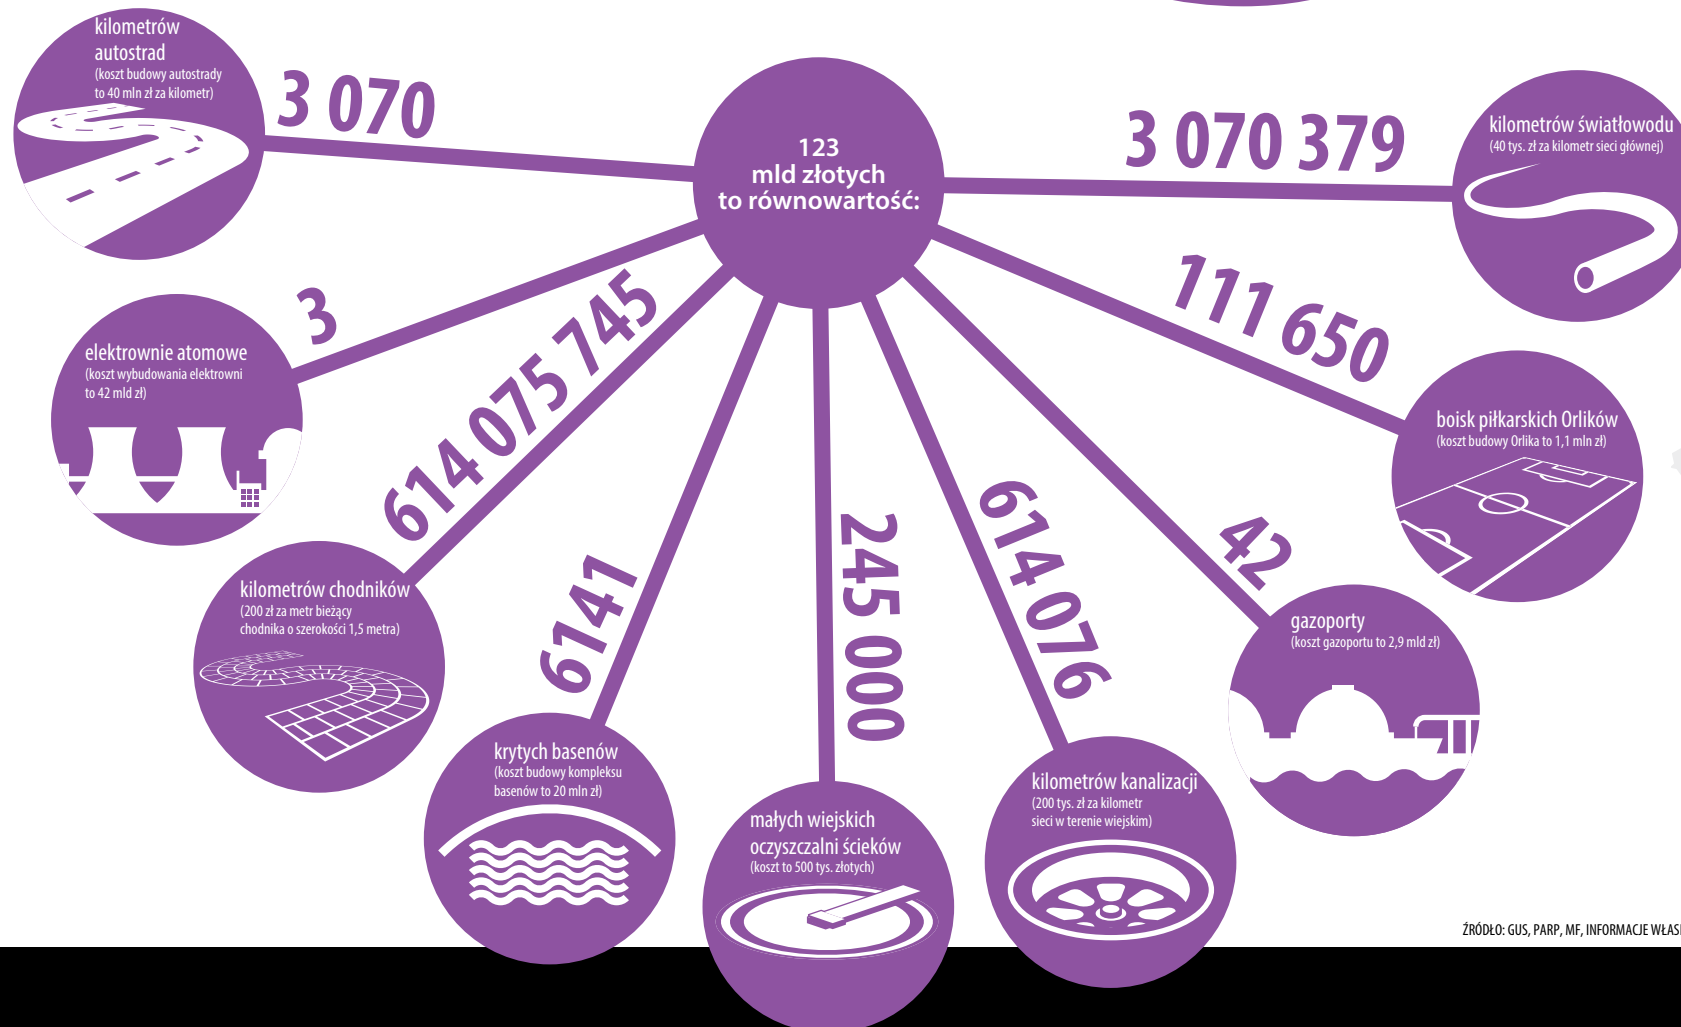 123
mld złotych
to równowartość:
kilometrów
autostrad
(koszt budowy autostrady
to 40 mln zł za kilometr)
3 070
elektrownie atomowe
(koszt wybudowania elektrowni
to 42 mld zł)
3
kilometrów chodników
(200 zł za metr bieżący
chodnika o szerokości 1,5 metra)
614 075 745
krytych basenów
(koszt budowy kompleksu
basenów to 20 mln zł)
6141
małych wiejskich
oczyszczalni ścieków
(koszt to 500 tys. złotych)
245 000
kilometrów kanalizacji
(200 tys. zł za kilometr
sieci w terenie wiejskim)
614 076
gazoporty
(koszt gazoportu to 2,9 mld zł)
42
boisk piłkarskich Orlików
(koszt budowy Orlika to 1,1 mln zł)
111 650
kilometrów światłowodu
(40 tys. zł za kilometr sieci głównej)
3 070 379
ŹRÓDŁO: GUS, PARP, MF, INFORMACJE